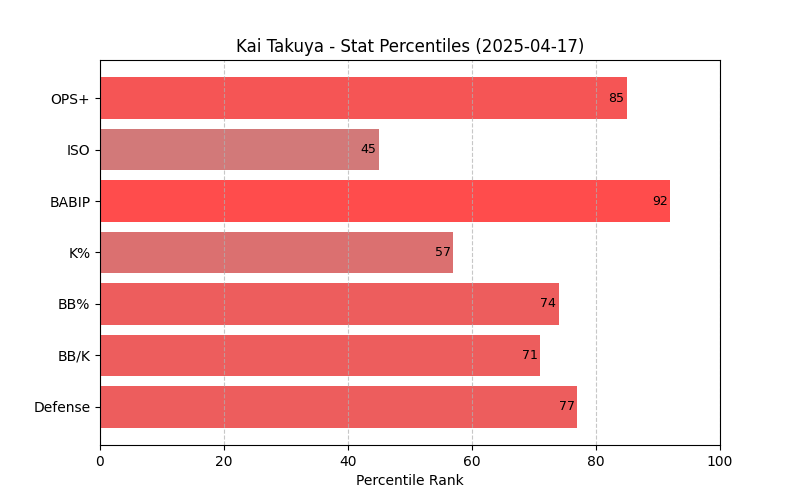 Kai Takuya - Stat Percentiles (2025-04-17)
OPS+ 85
ISO 45
BABIP 92
K% 57
BB% 74
BB/K 71
Defense 77
0 20 40 60 80 100
Percentile Rank